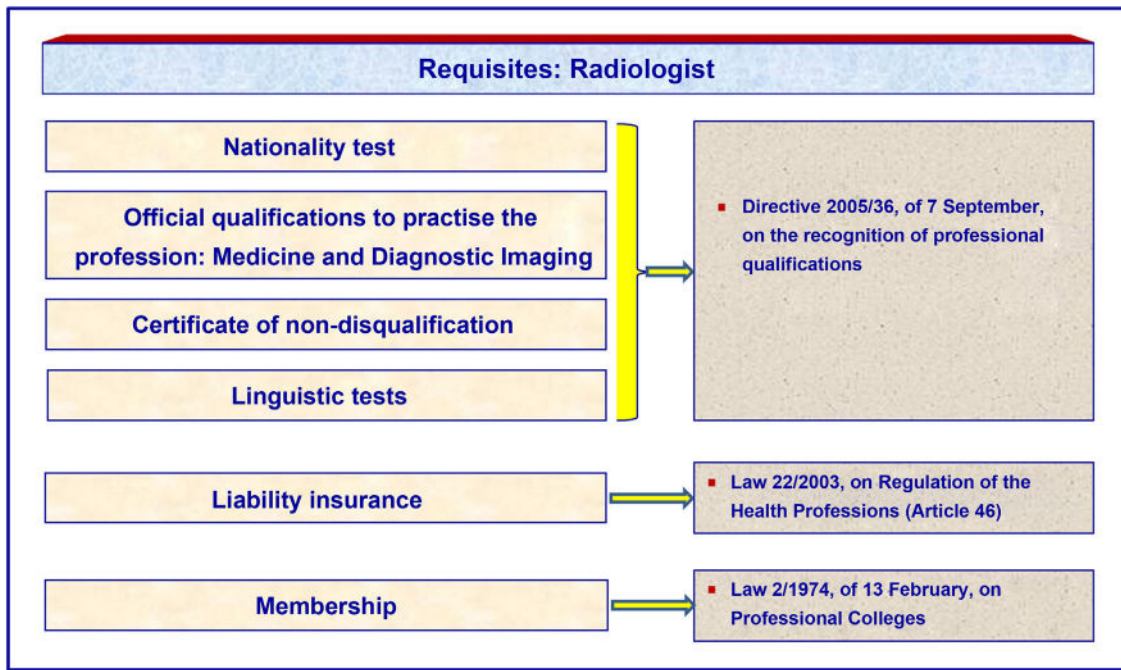 Requisites: Radiologist
Nationality test
Official qualifications to practise the
profession: Medicine and Diagnostic Imaging
Certificate of non-disqualification
Linguistic tests
▪ Directive 2005/36, of 7 September,
on the recognition of professional
qualifications
Liability insurance
▪ Law 22/2003, on Regulation of the
Health Professions (Article 46)
Membership
▪ Law 2/1974, of 13 February, on
Professional Colleges